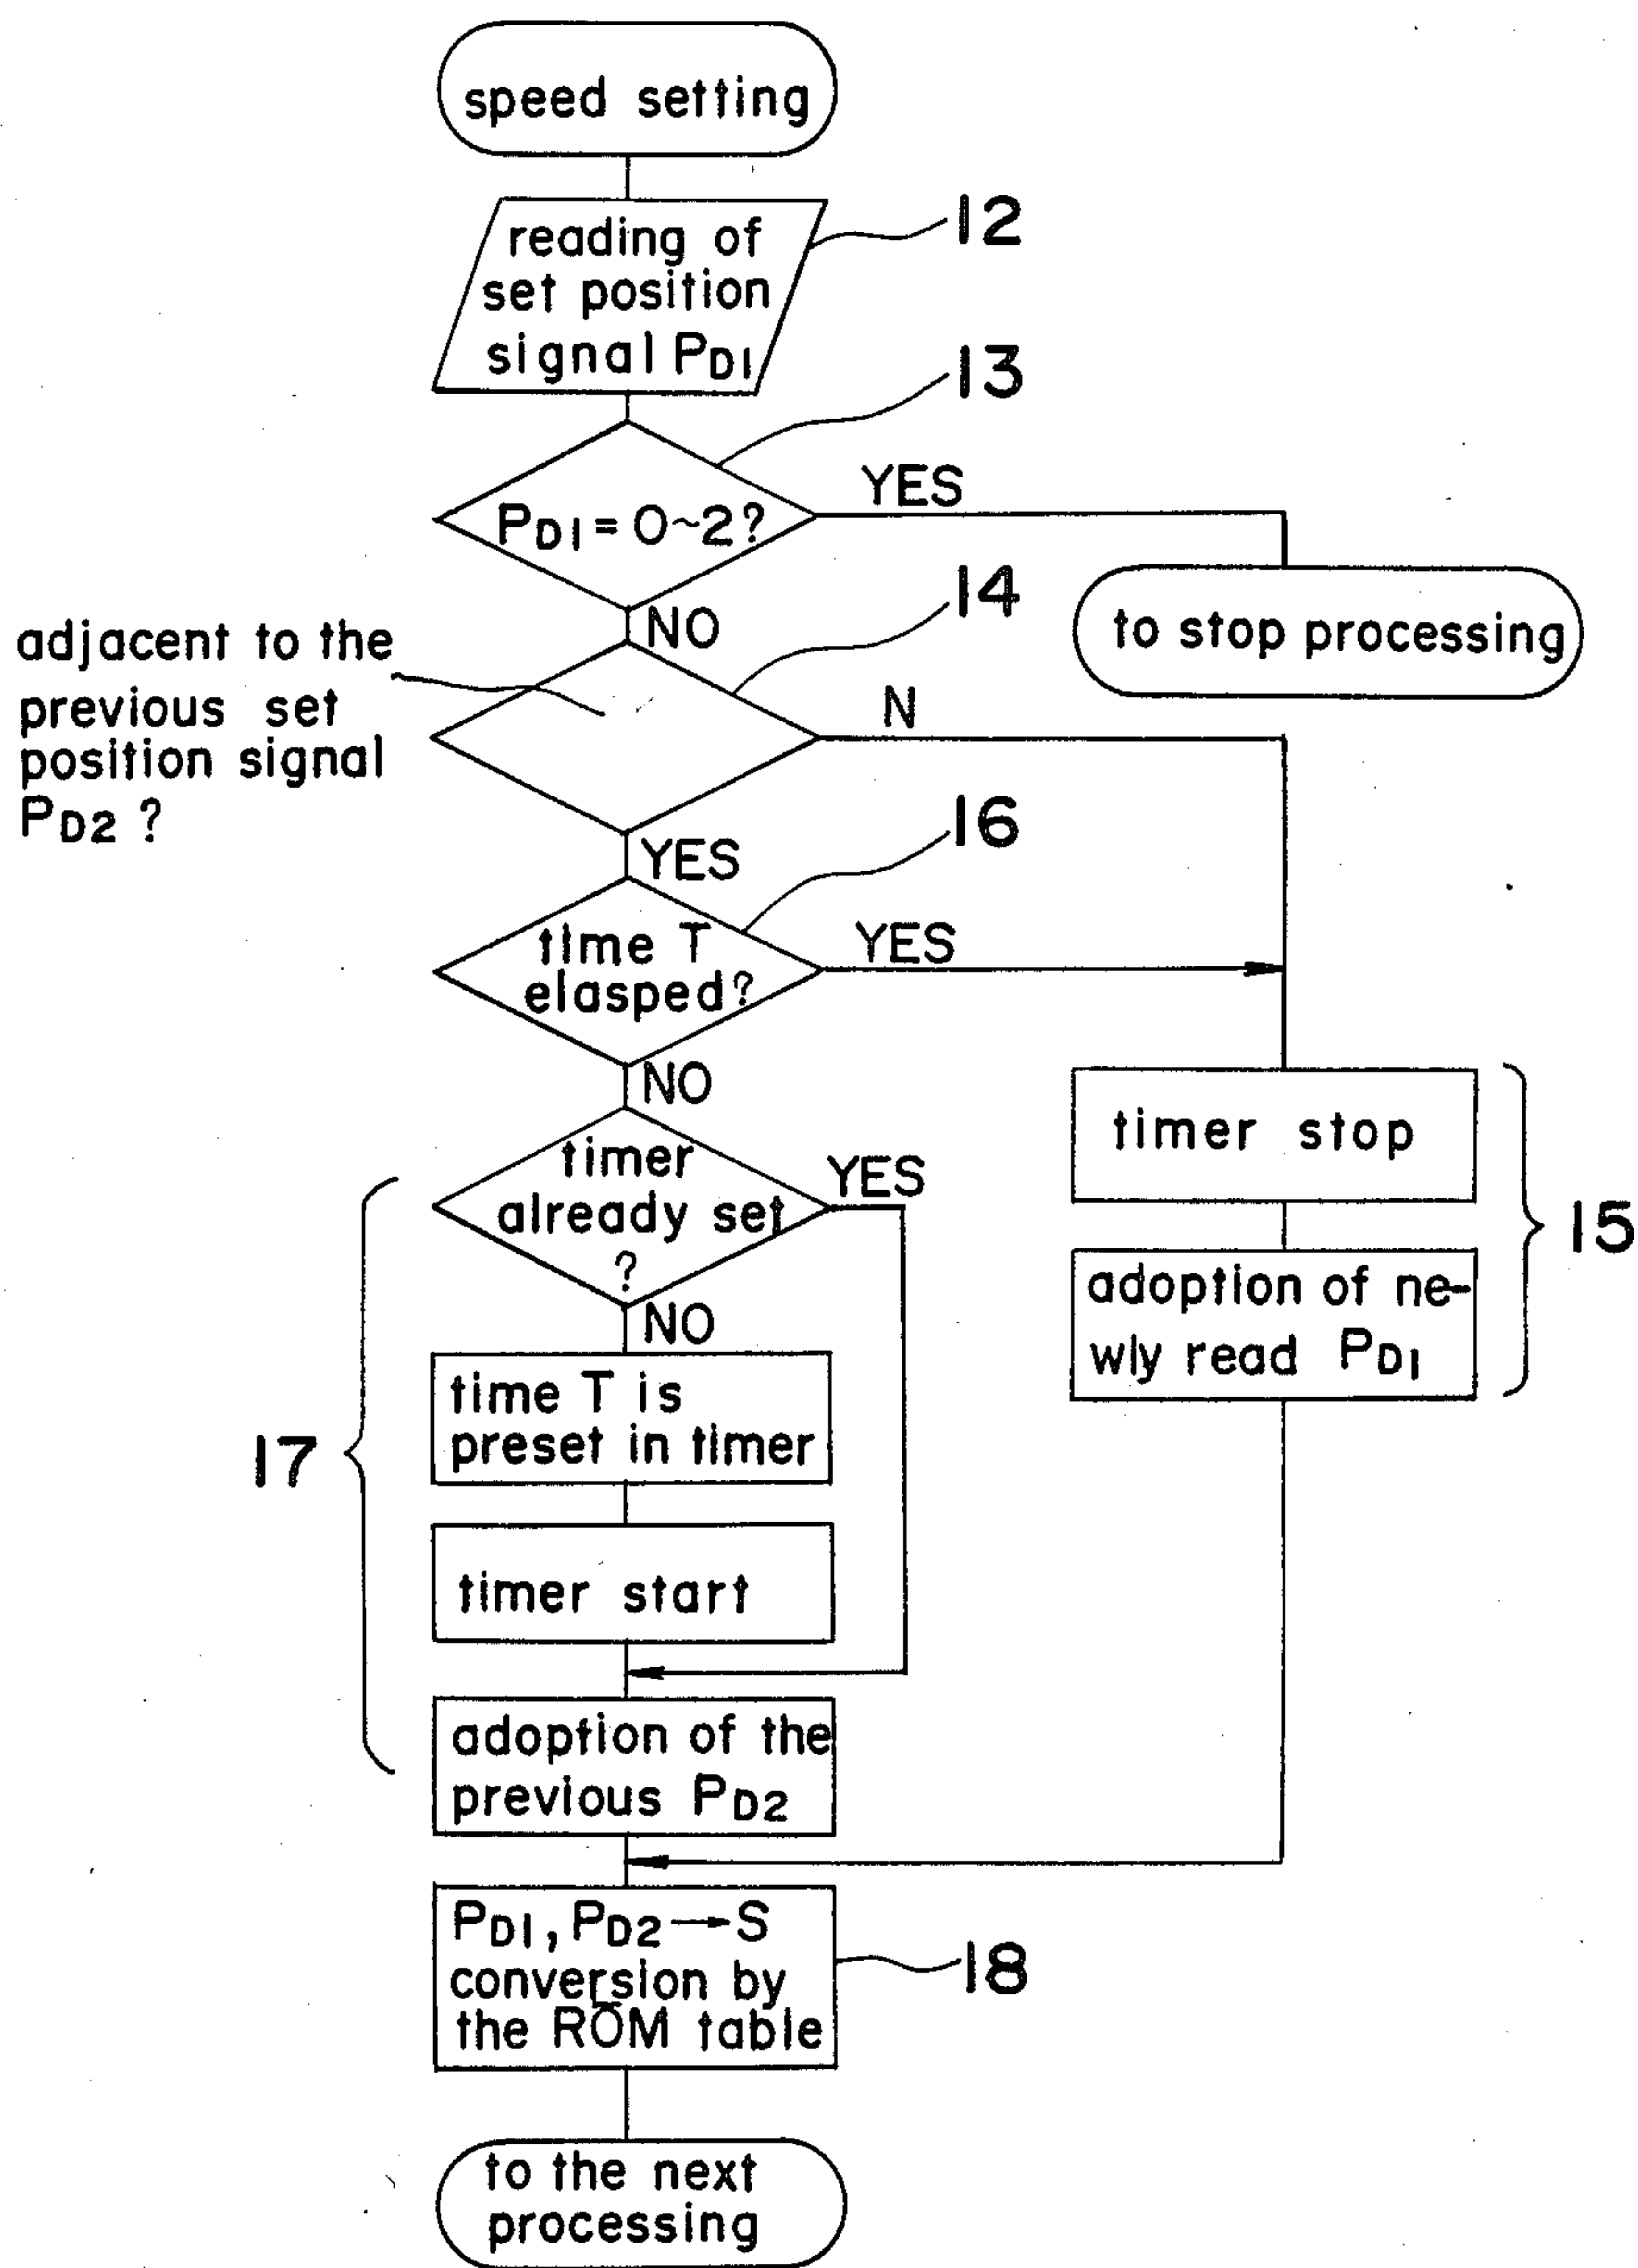 speed setting
reading of
set position
signal PD1
12
13
PD1 = 0~2?
YES
to stop processing
NO
14
adjacent to the
previous set
position signal
PD2 ?
N
YES
16
time T
elasped?
YES
NO
timer
already set
?
YES
NO
time T is
preset in timer
timer start
17
adoption of the
previous PD2
timer stop
adoption of ne-
wly read PD1
15
PD1, PD2 → S
conversion by
the ROM table
18
to the next
processing